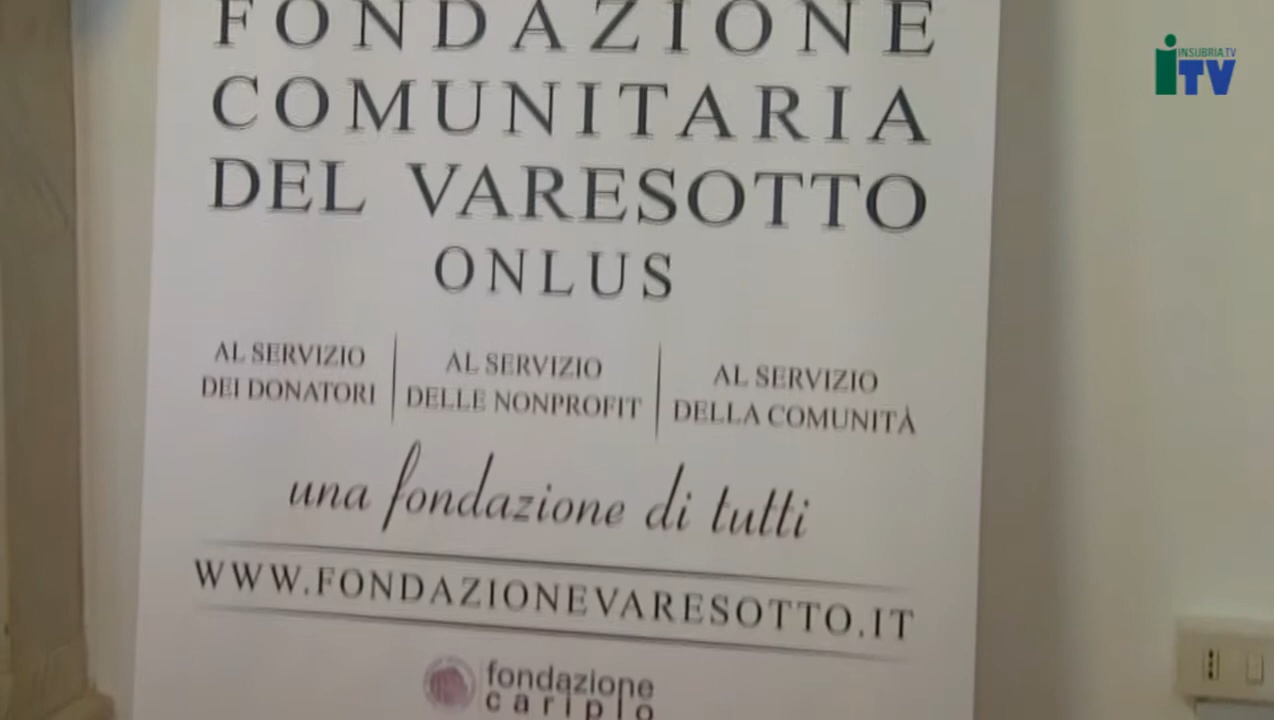 FONDAZIONE
COMUNITARIA
DEL VARESOTTO
ONLUS
AL SERVIZIO
DEI DONATORI
AL SERVIZIO
DELLE NONPROFIT
AL SERVIZIO
DELLA COMUNITÀ
una fondazione di tutti
WWW.FONDAZIONEVARESOTTO.IT
fondazione
cariplo
INSUBRIA.TV
iTV